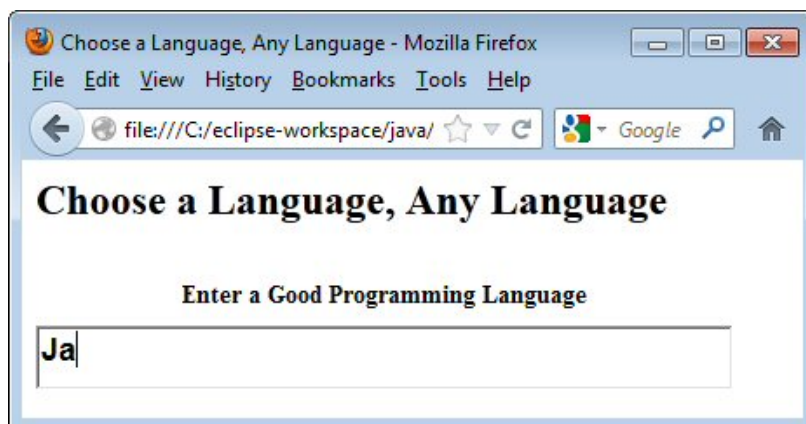 Choose a Language, Any Language - Mozilla Firefox
File Edit View History Bookmarks Tools Help
file:///C:/eclipse-workspace/java/ Google
Choose a Language, Any Language
Enter a Good Programming Language
Ja